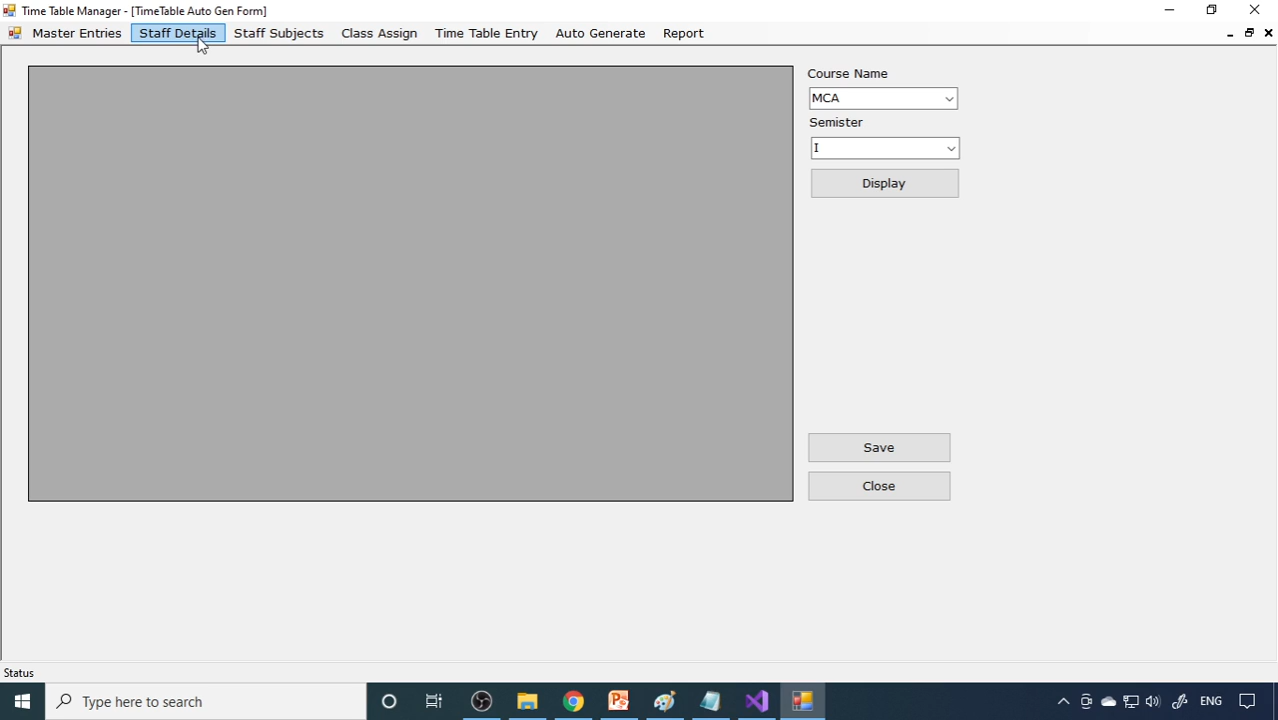 Time Table Manager - [TimeTable Auto Gen Form]
Master Entries Staff Details Staff Subjects Class Assign Time Table Entry Auto Generate Report
Course Name
MCA
Semister
I
Display
Save
Close
Status
Type here to search
ENG